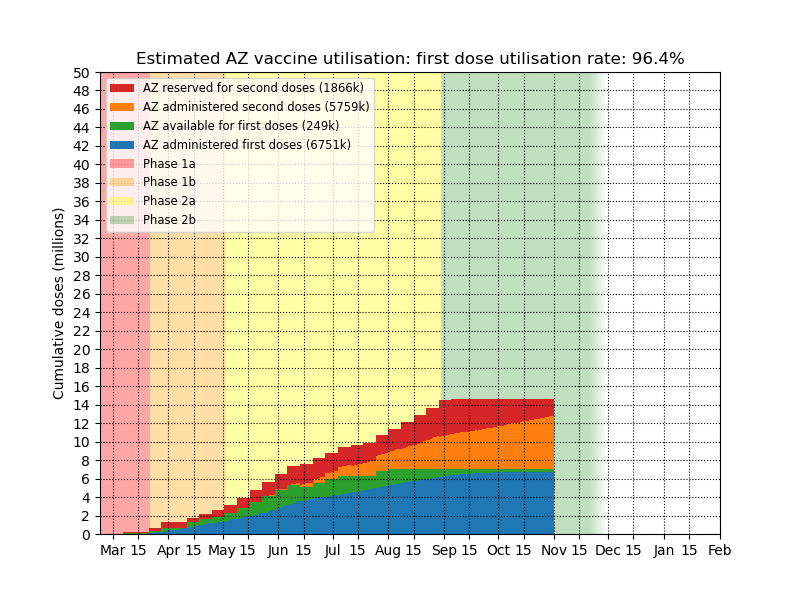 Estimated AZ vaccine utilisation: first dose utilisation rate: 96.4%
50
48
46
44
42
40
38
36
34
32
30
28
26
24
22
20
18
16
14
12
10
8
6
4
2
0
Cumulative doses (millions)
AZ reserved for second doses (1866k)
AZ administered second doses (5759k)
AZ available for first doses (249k)
AZ administered first doses (6751k)
Phase 1a
Phase 1b
Phase 2a
Phase 2b
Mar 15 Apr 15 May 15 Jun 15 Jul 15 Aug 15 Sep 15 Oct 15 Nov 15 Dec 15 Jan 15 Feb